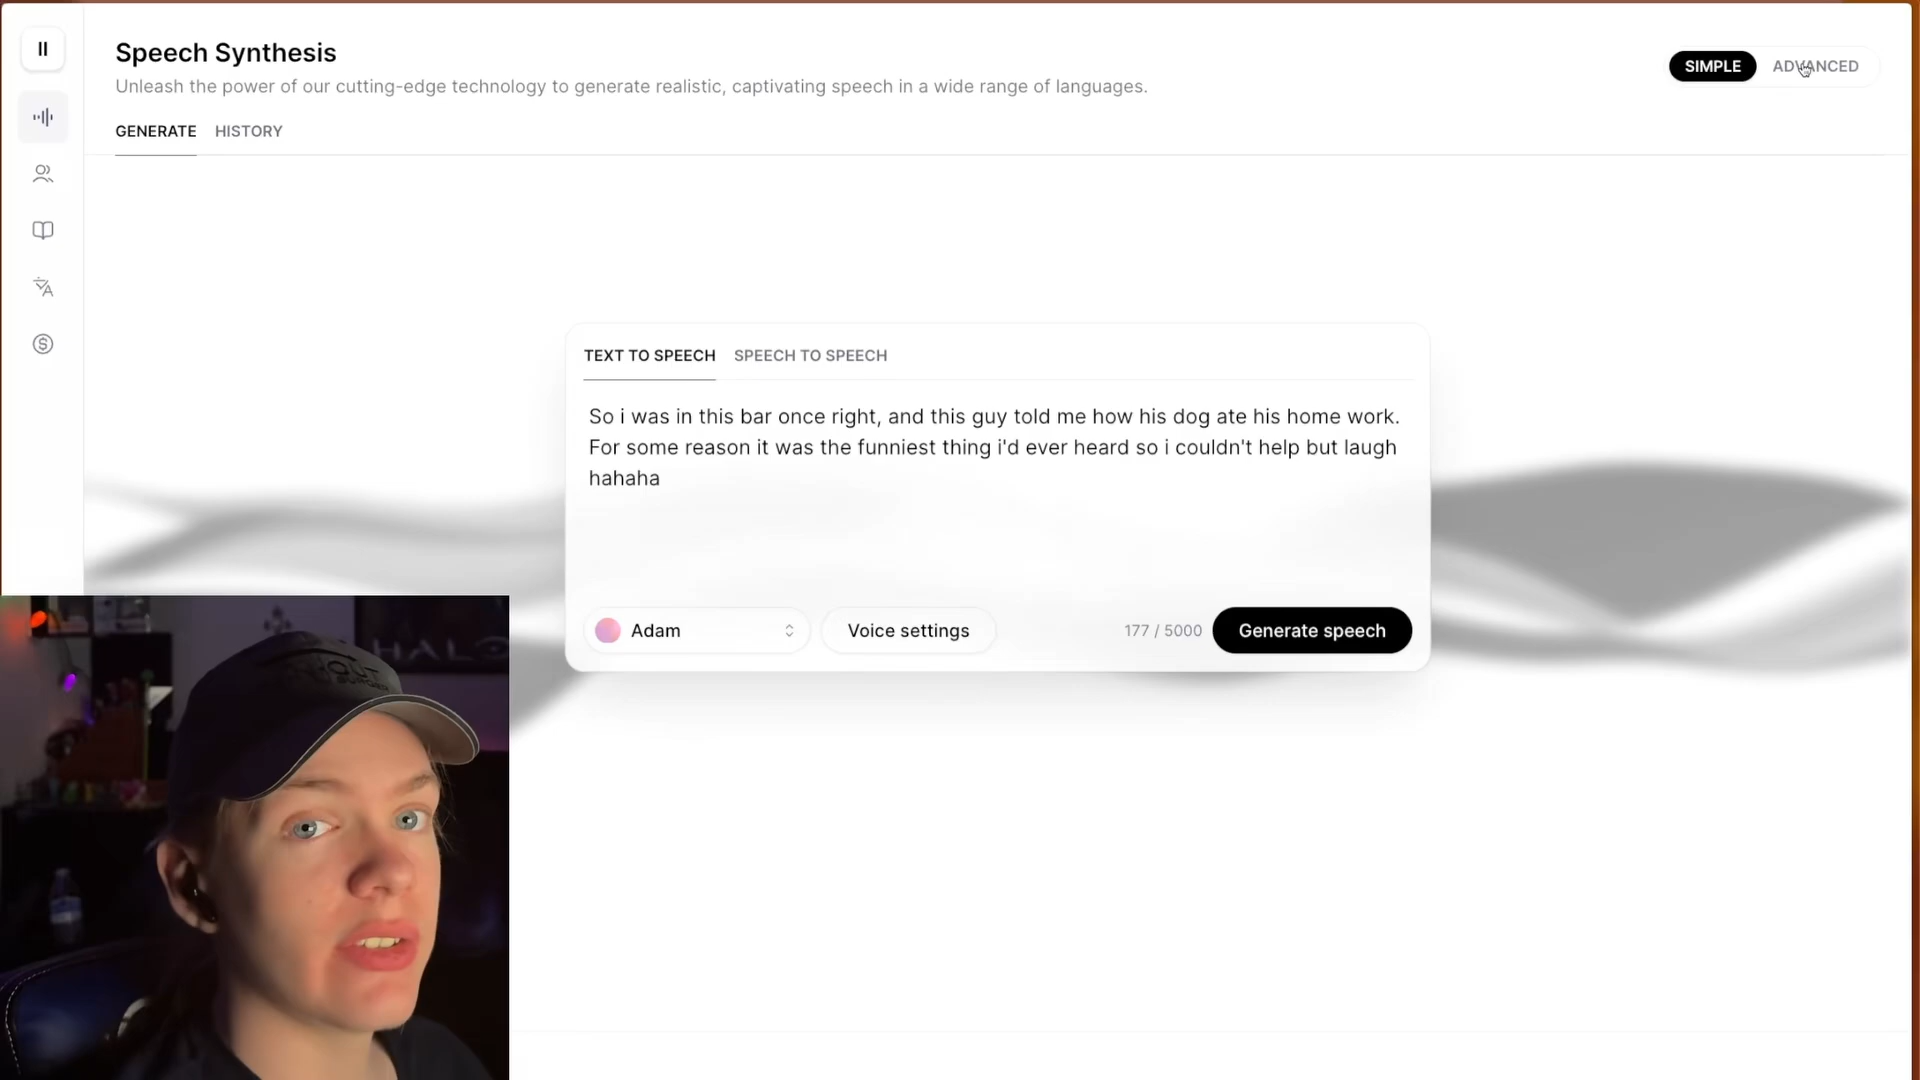 Speech Synthesis
Unleash the power of our cutting-edge technology to generate realistic, captivating speech in a wide range of languages.
SIMPLE ADVANCED
GENERATE HISTORY
TEXT TO SPEECH SPEECH TO SPEECH
So i was in this bar once right, and this guy told me how his dog ate his home work.
For some reason it was the funniest thing i'd ever heard so i couldn't help but laugh
hahaha
Adam Voice settings 177 / 5000 Generate speech
HALO